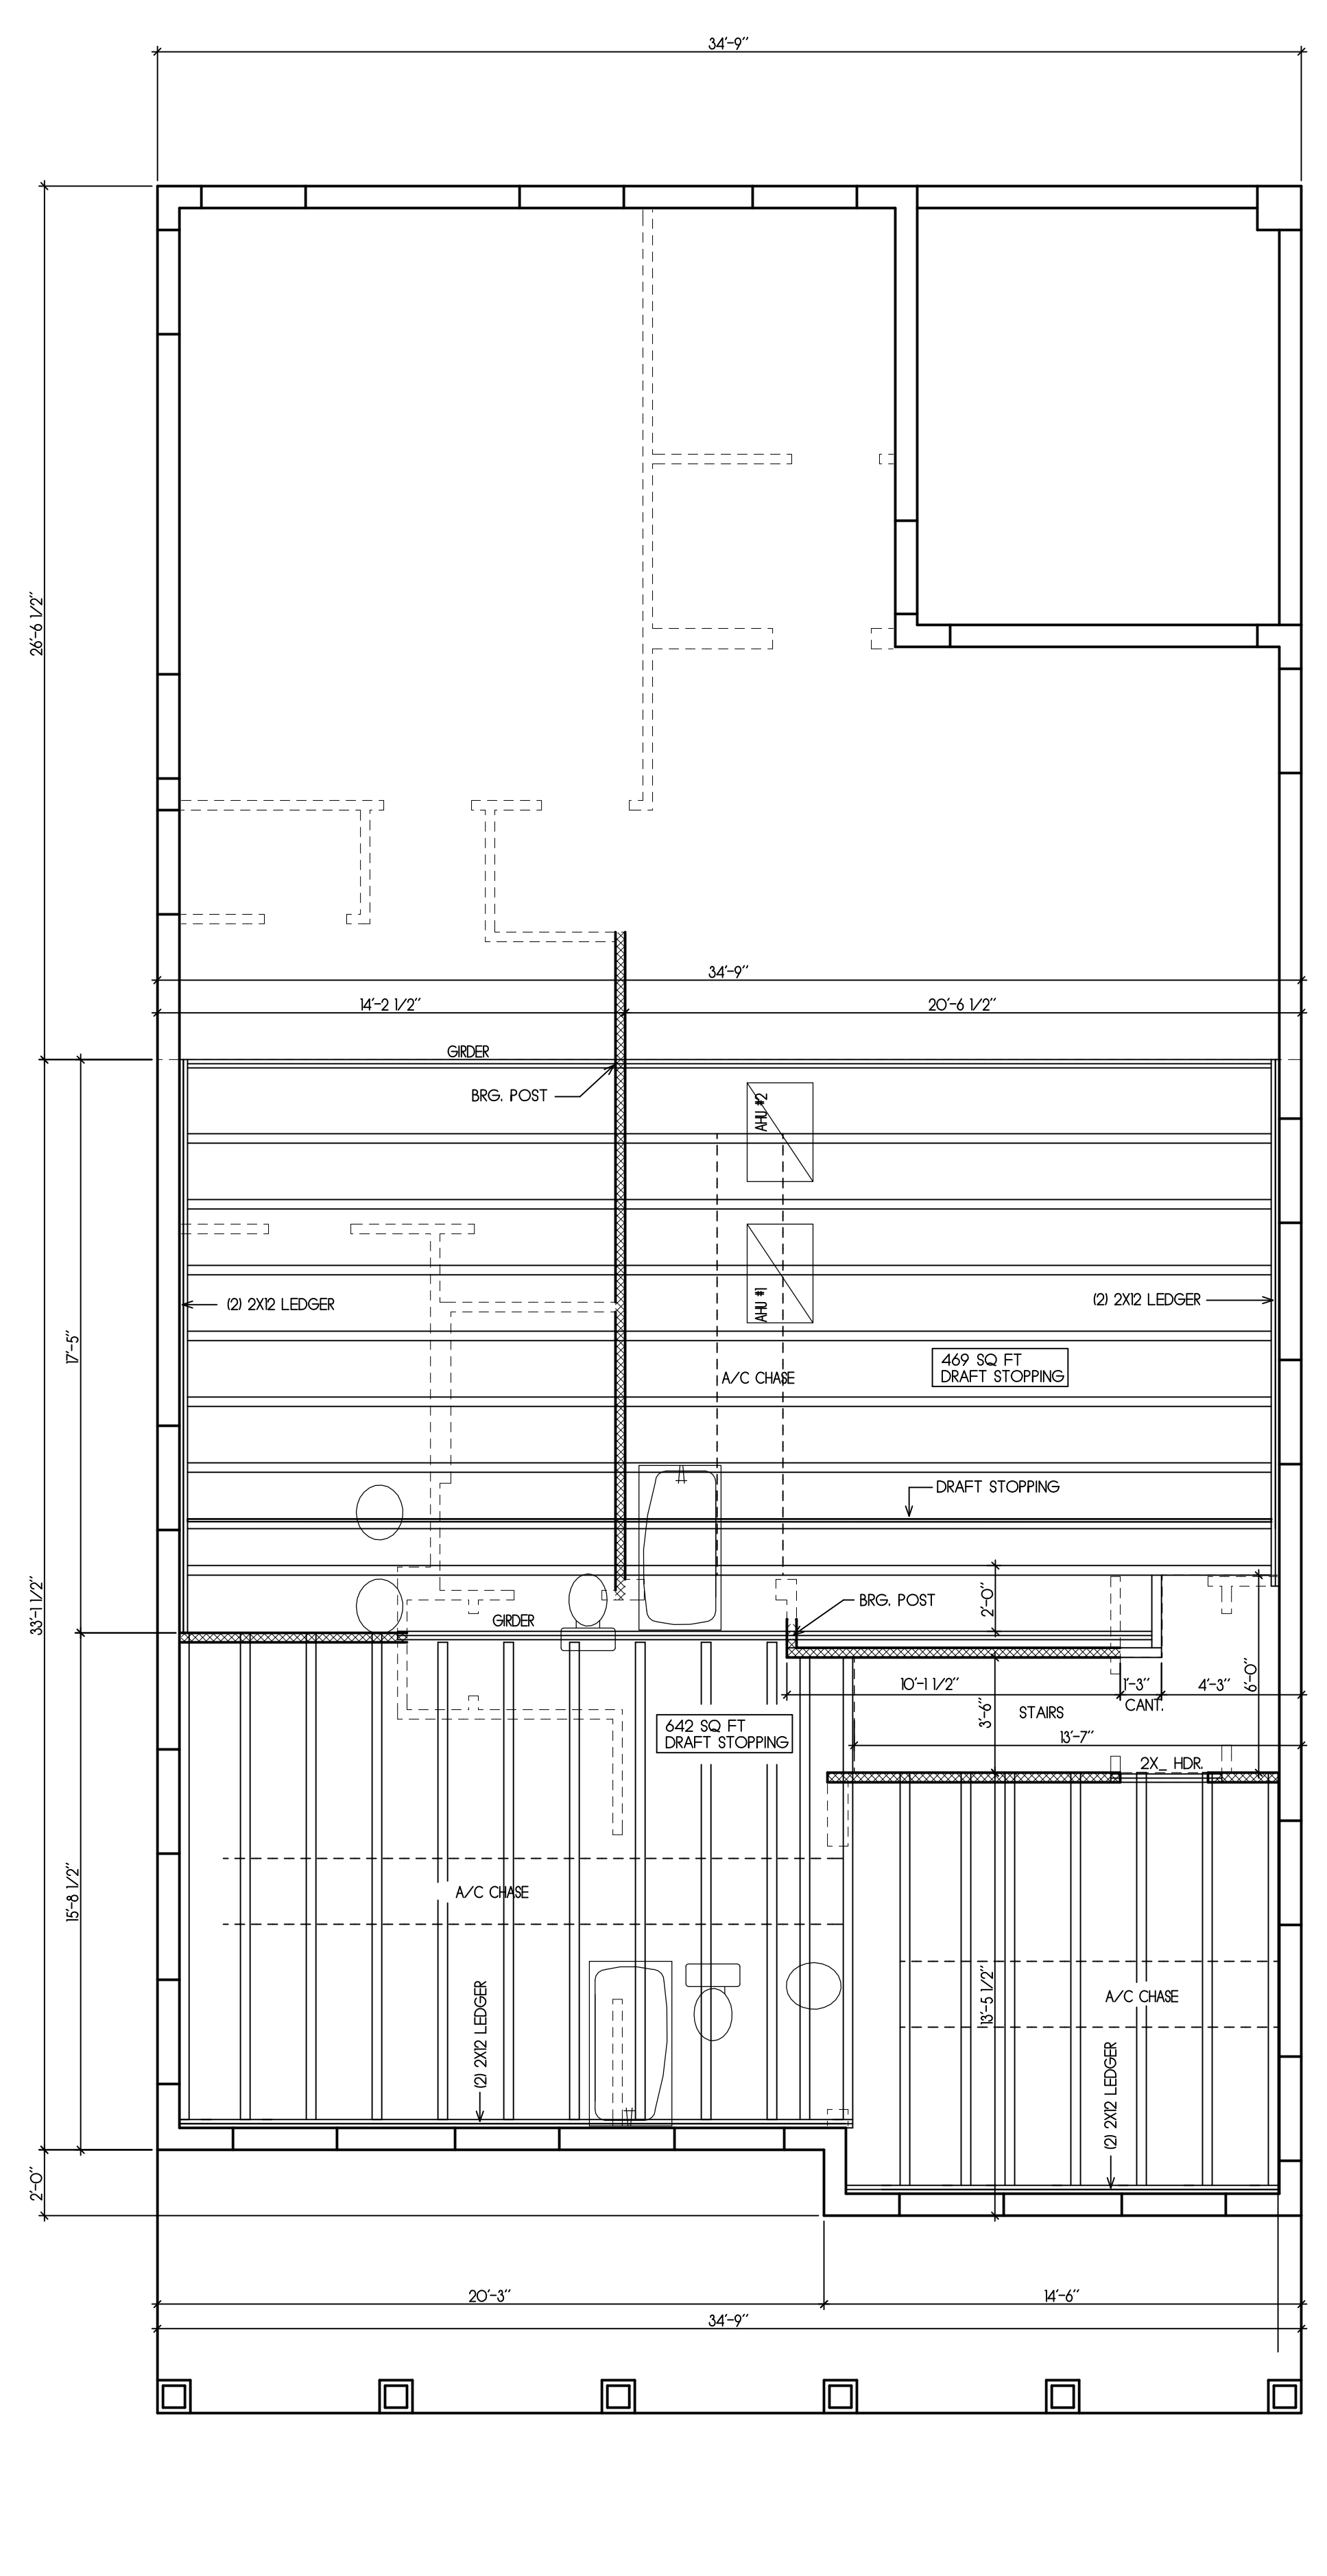 34'-9"
26'-6 1/2"
34'-9"
14'-2 1/2"
20'-6 1/2"
GIRDER
BRG. POST
AHU #2
AHU #1
(2) 2X12 LEDGER
(2) 2X12 LEDGER
17'-5"
469 SQ FT
DRAFT STOPPING
A/C CHASE
DRAFT STOPPING
33'-1 1/2"
2'-0"
BRG. POST
GIRDER
6'-0"
10'-1 1/2"
1'-3"
CANT.
4'-3"
3'-6"
STAIRS
642 SQ FT
DRAFT STOPPING
13'-7"
2X_ HDR.
15'-8 1/2"
A/C CHASE
(2) 2X12 LEDGER
13'-5 1/2"
A/C CHASE
(2) 2X12 LEDGER
2'-0"
20'-3"
14'-6"
34'-9"